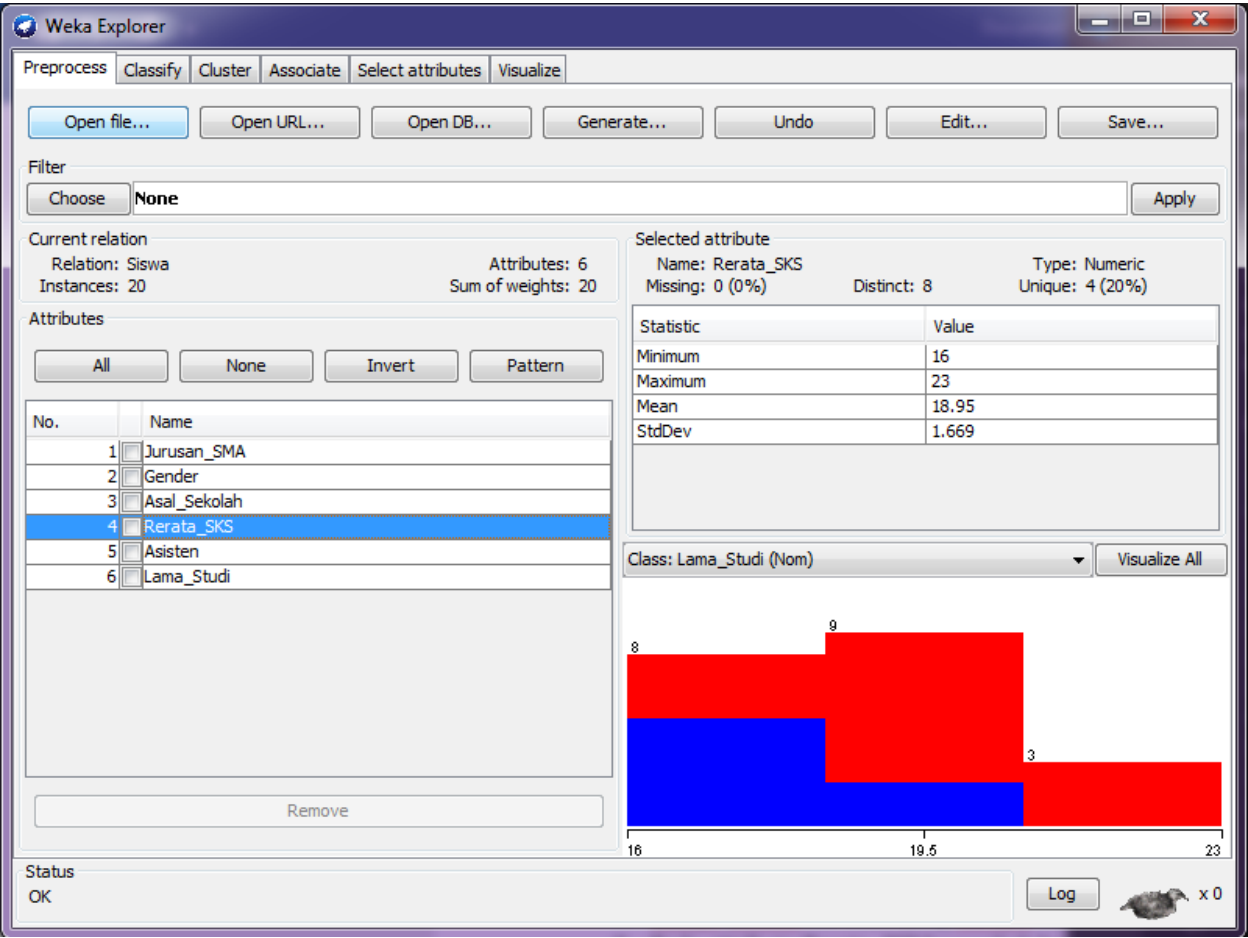 Weka Explorer
Preprocess Classify Cluster Associate Select attributes Visualize
Open file... Open URL... Open DB... Generate... Undo Edit... Save...
Filter
Choose None Apply
Current relation
Relation: Siswa Attributes: 6
Instances: 20 Sum of weights: 20
Attributes
All None Invert Pattern
No. Name
1 Jurusan_SMA
2 Gender
3 Asal_Sekolah
4 Rerata_SKS
5 Asisten
6 Lama_Studi
Remove
Selected attribute
Name: Rerata_SKS Type: Numeric
Missing: 0 (0%) Distinct: 8 Unique: 4 (20%)
Statistic Value
Minimum 16
Maximum 23
Mean 18.95
StdDev 1.669
Class: Lama_Studi (Nom) Visualize All
8 9 3
16 19.5 23
Status
OK Log x 0